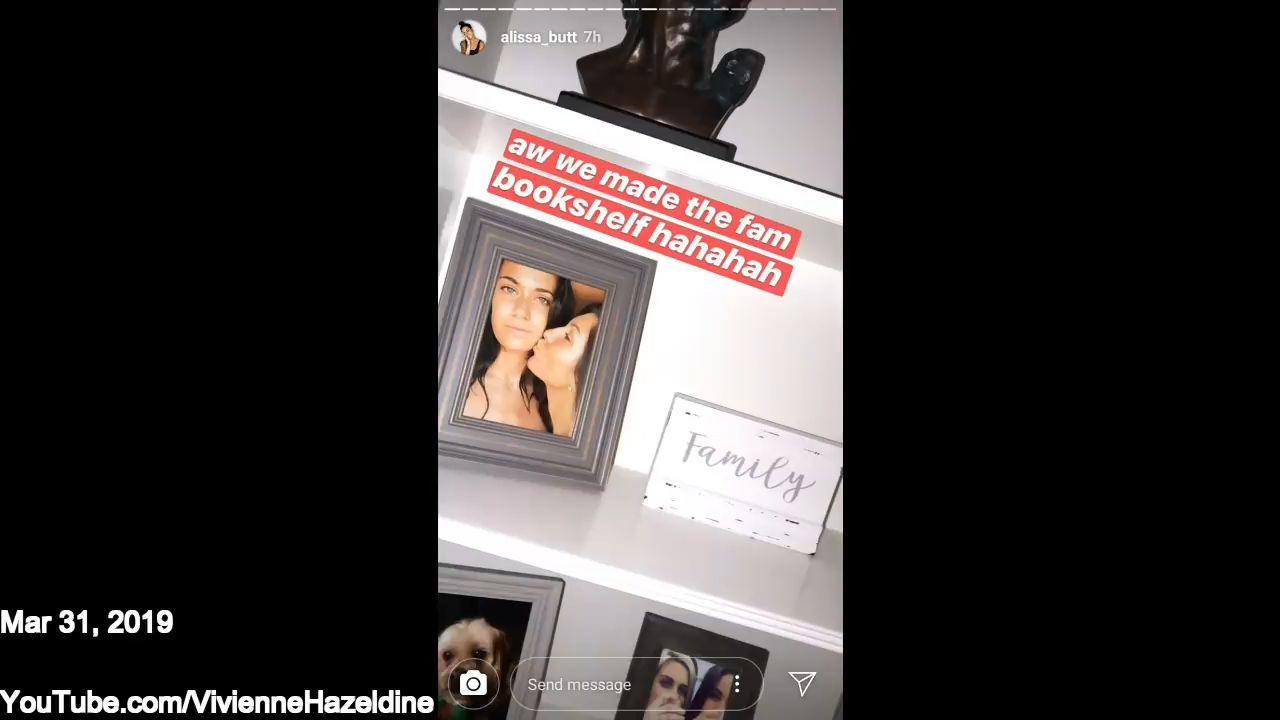 alissa_butt 7h
aw we made the fam
bookshelf hahahah
Family
Send message
Mar 31, 2019
YouTube.com/VivienneHazeldine